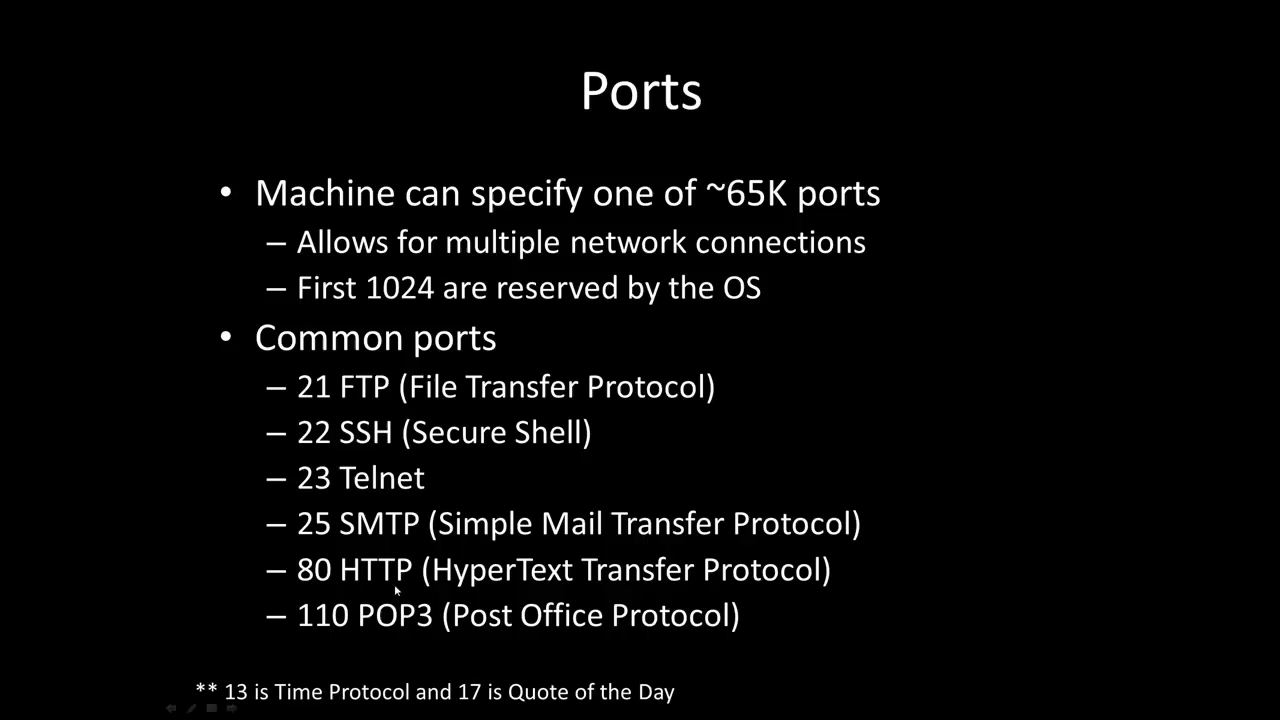 Ports
• Machine can specify one of ~65K ports
– Allows for multiple network connections
– First 1024 are reserved by the OS
• Common ports
– 21 FTP (File Transfer Protocol)
– 22 SSH (Secure Shell)
– 23 Telnet
– 25 SMTP (Simple Mail Transfer Protocol)
– 80 HTTP (HyperText Transfer Protocol)
– 110 POP3 (Post Office Protocol)
** 13 is Time Protocol and 17 is Quote of the Day